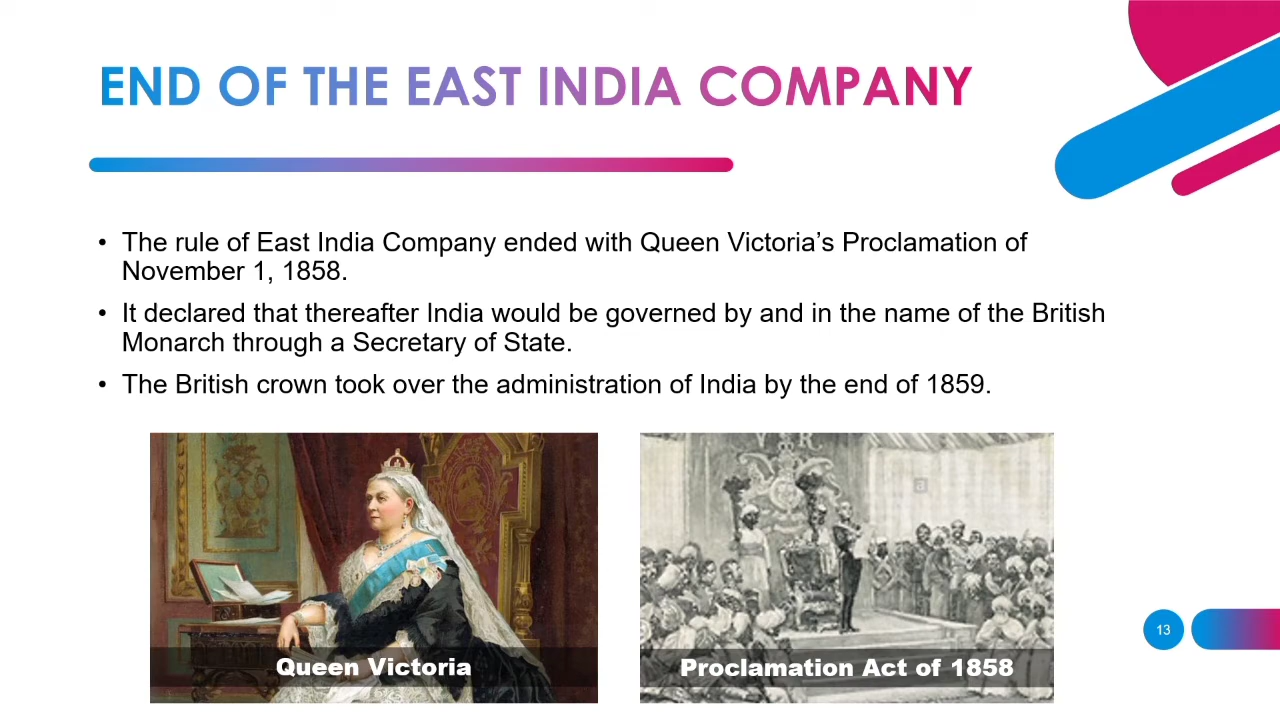 END OF THE EAST INDIA COMPANY
• The rule of East India Company ended with Queen Victoria’s Proclamation of
November 1, 1858.
• It declared that thereafter India would be governed by and in the name of the British
Monarch through a Secretary of State.
• The British crown took over the administration of India by the end of 1859.
a
Queen Victoria
Proclamation Act of 1858
13